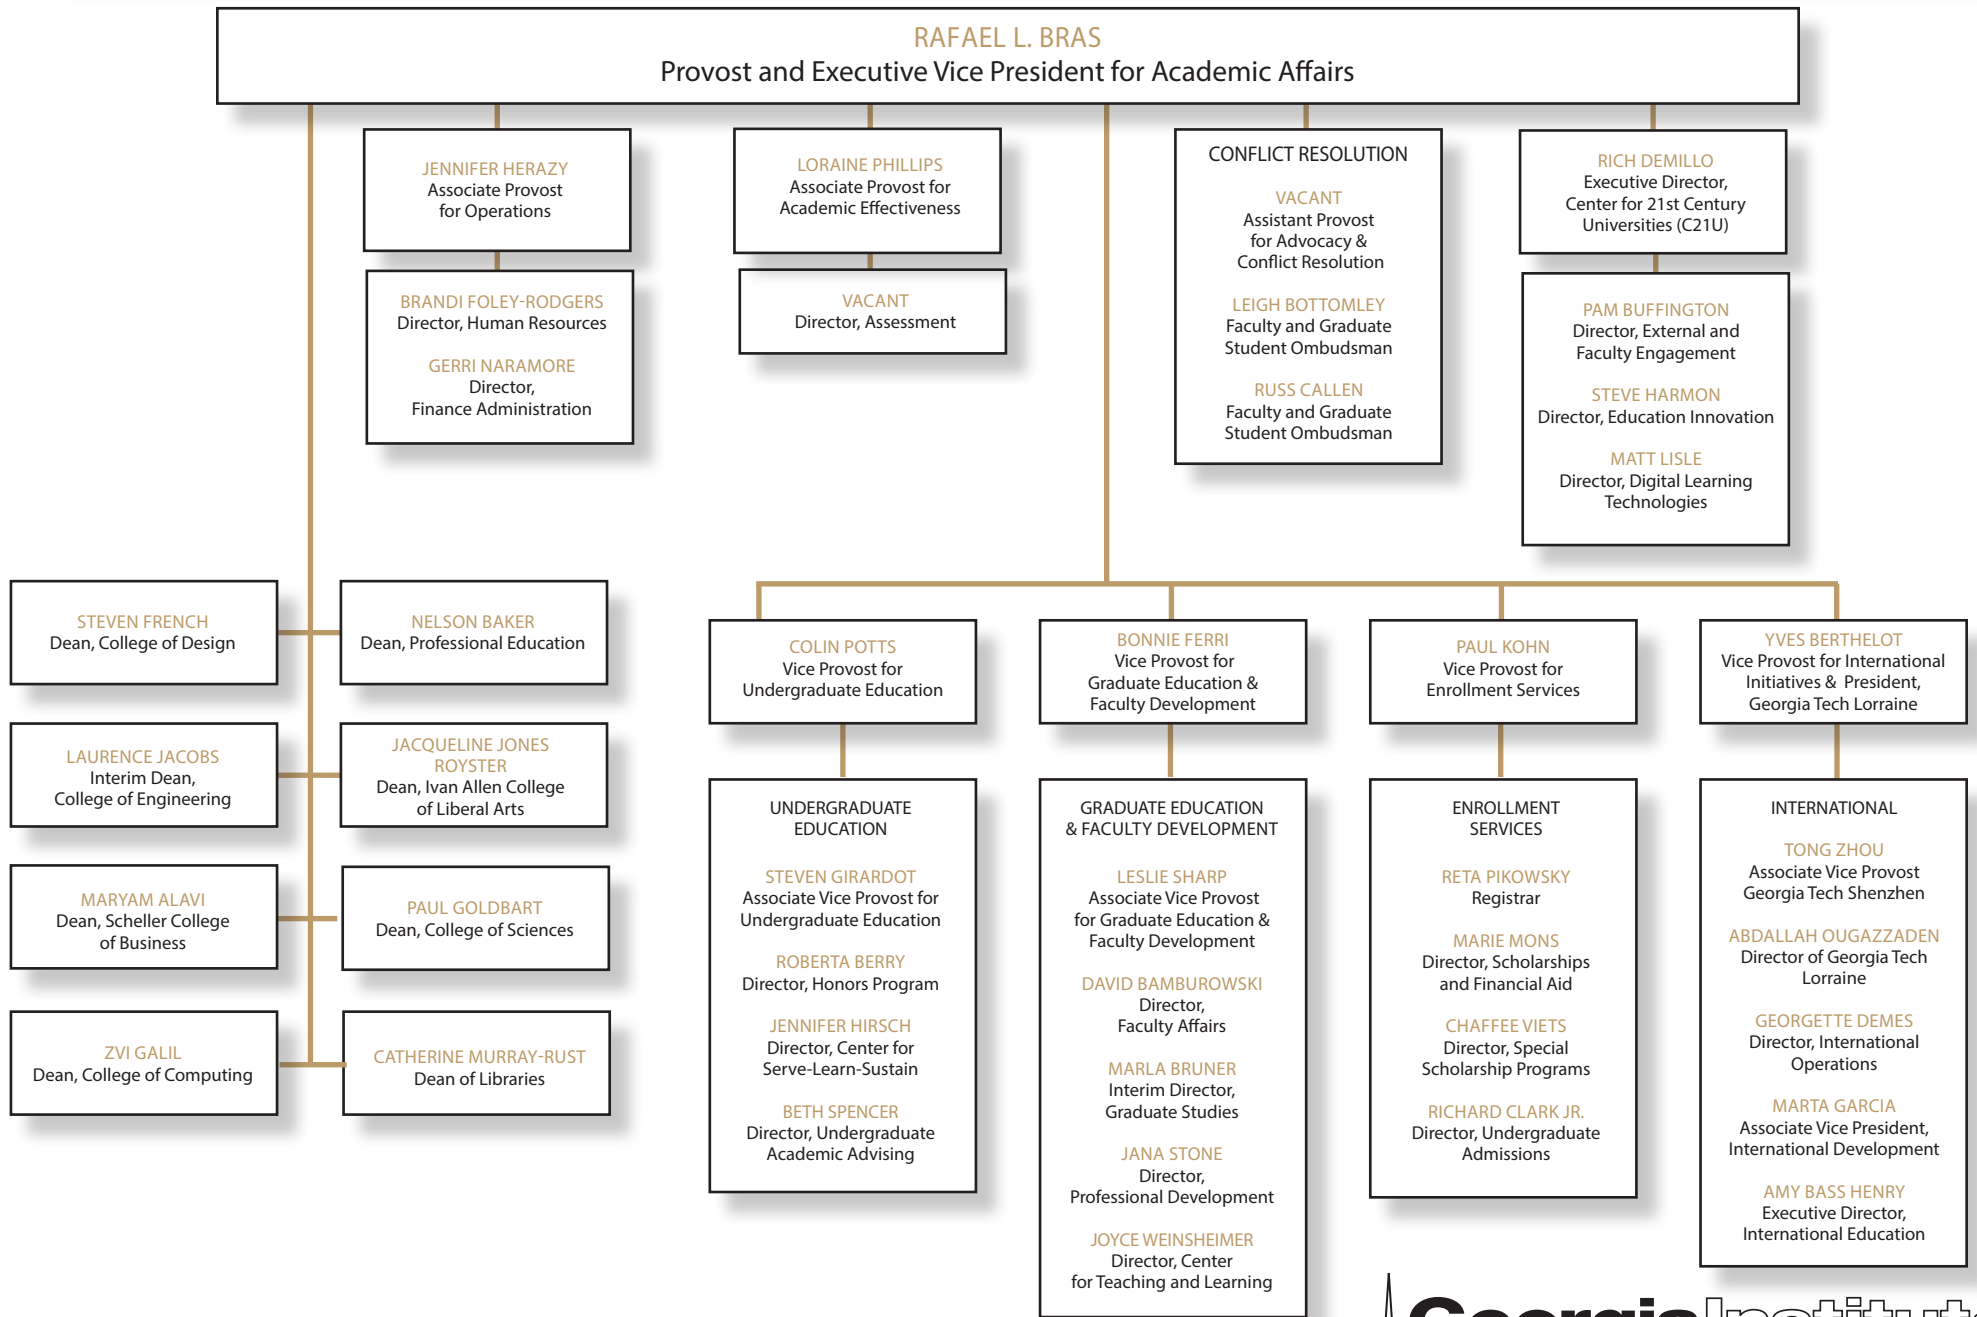 RAFAEL L. BRAS
Provost and Executive Vice President for Academic Affairs
JENNIFER HERAZY
Associate Provost
for Operations
BRANDI FOLEY-RODGERS
Director, Human Resources
GERRI NARAMORE
Director,
Finance Administration
LORAINE PHILLIPS
Associate Provost for
Academic Effectiveness
VACANT
Director, Assessment
CONFLICT RESOLUTION
VACANT
Assistant Provost
for Advocacy &
Conflict Resolution
LEIGH BOTTOMLEY
Faculty and Graduate
Student Ombudsman
RUSS CALLEN
Faculty and Graduate
Student Ombudsman
RICH DEMILLO
Executive Director,
Center for 21st Century
Universities (C21U)
PAM BUFFINGTON
Director, External and
Faculty Engagement
STEVE HARMON
Director, Education Innovation
MATT LISLE
Director, Digital Learning
Technologies
STEVEN FRENCH
Dean, College of Design
NELSON BAKER
Dean, Professional Education
LAURENCE JACOBS
Interim Dean,
College of Engineering
JACQUELINE JONES
ROYSTER
Dean, Ivan Allen College
of Liberal Arts
MARYAM ALAVI
Dean, Scheller College
of Business
PAUL GOLDBART
Dean, College of Sciences
ZVI GALIL
Dean, College of Computing
CATHERINE MURRAY-RUST
Dean of Libraries
COLIN POTTS
Vice Provost for
Undergraduate Education
UNDERGRADUATE
EDUCATION
STEVEN GIRARDOT
Associate Vice Provost for
Undergraduate Education
ROBERTA BERRY
Director, Honors Program
JENNIFER HIRSCH
Director, Center for
Serve-Learn-Sustain
BETH SPENCER
Director, Undergraduate
Academic Advising
BONNIE FERRI
Vice Provost for
Graduate Education &
Faculty Development
GRADUATE EDUCATION
& FACULTY DEVELOPMENT
LESLIE SHARP
Associate Vice Provost
for Graduate Education &
Faculty Development
DAVID BAMBUROWSKI
Director,
Faculty Affairs
MARLA BRUNER
Interim Director,
Graduate Studies
JANA STONE
Director,
Professional Development
JOYCE WEINSHEIMER
Director, Center
for Teaching and Learning
PAUL KOHN
Vice Provost for
Enrollment Services
ENROLLMENT
SERVICES
RETA PIKOWSKY
Registrar
MARIE MONS
Director, Scholarships
and Financial Aid
CHAFFEE VIETS
Director, Special
Scholarship Programs
RICHARD CLARK JR.
Director, Undergraduate
Admissions
YVES BERTHELOT
Vice Provost for International
Initiatives & President,
Georgia Tech Lorraine
INTERNATIONAL
TONG ZHOU
Associate Vice Provost
Georgia Tech Shenzhen
ABDALLAH OUGAZZADEN
Director of Georgia Tech
Lorraine
GEORGETTE DEMES
Director, International
Operations
MARTA GARCIA
Associate Vice President,
International Development
AMY BASS HENRY
Executive Director,
International Education
Georgia Institute